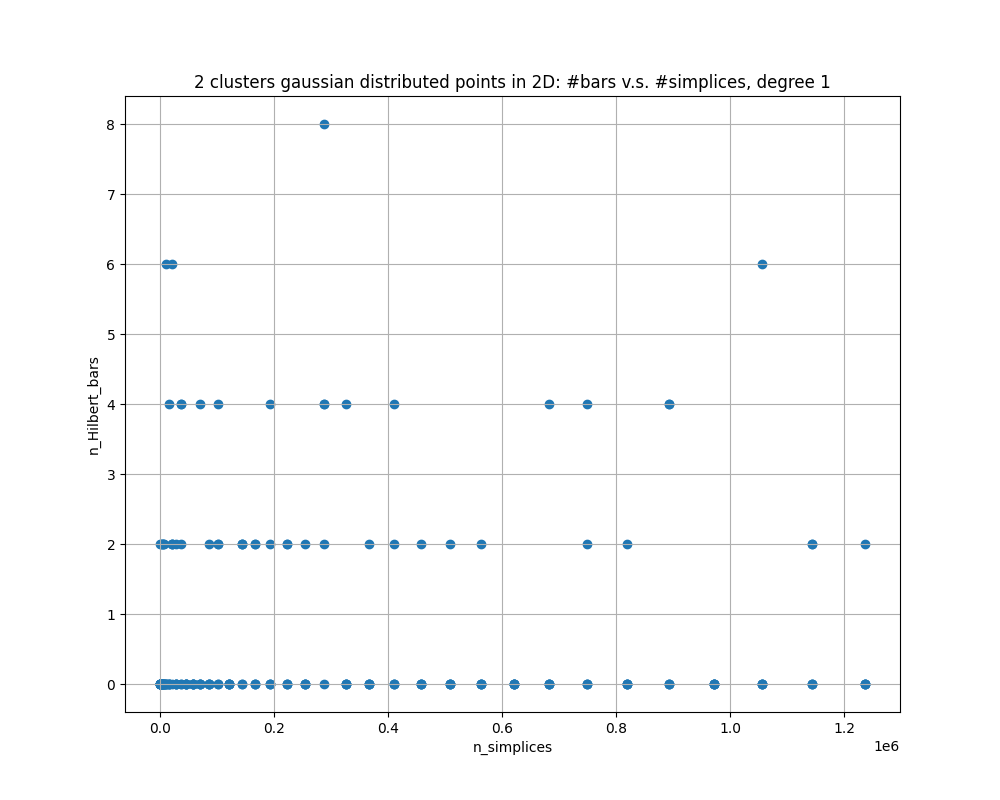 2 clusters gaussian distributed points in 2D: #bars v.s. #simplices, degree 1
8
7
6
5
4
3
2
1
0
n_Hilbert_bars
0.0 0.2 0.4 0.6 0.8 1.0 1.2
1e6
n_simplices